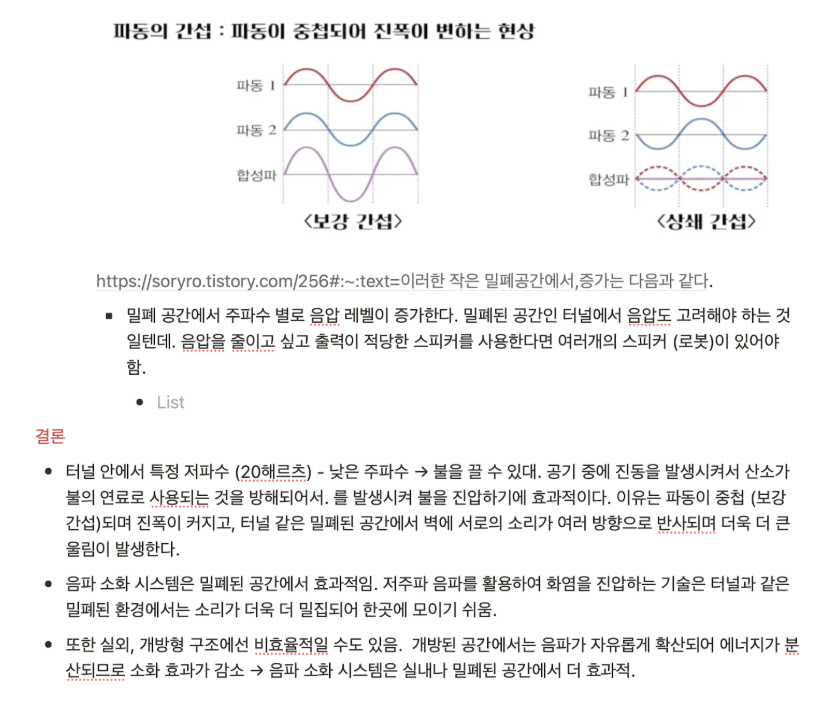 파동의 간섭 : 파동이 중첩되어 진폭이 변하는 현상
파동 1
파동 2
합성파
<보강 간섭>
파동 1
파동 2
합성파
<상쇄 간섭>
https://soryro.tistory.com/256#:~:text=이러한 작은 밀폐공간에서,증가는 다음과 같다.
▪ 밀폐 공간에서 주파수 별로 음압 레벨이 증가한다. 밀폐된 공간인 터널에서 음압도 고려해야 하는 것
일텐데. 음압을 줄이고 싶고 출력이 적당한 스피커를 사용한다면 여러개의 스피커 (로봇)이 있어야
함.
• List
결론
• 터널 안에서 특정 저파수 (20해르츠) - 낮은 주파수 → 불을 끌 수 있대. 공기 중에 진동을 발생시켜서 산소가
불의 연료로 사용되는 것을 방해되어서. 를 발생시켜 불을 진압하기에 효과적이다. 이유는 파동이 중첩 (보강
간섭)되며 진폭이 커지고, 터널 같은 밀폐된 공간에서 벽에 서로의 소리가 여러 방향으로 반사되며 더욱 더 큰
울림이 발생한다.
• 음파 소화 시스템은 밀폐된 공간에서 효과적임. 저주파 음파를 활용하여 화염을 진압하는 기술은 터널과 같은
밀폐된 환경에서는 소리가 더욱 더 밀집되어 한곳에 모이기 쉬움.
• 또한 실외, 개방형 구조에선 비효율적일 수도 있음. 개방된 공간에서는 음파가 자유롭게 확산되어 에너지가 분
산되므로 소화 효과가 감소 → 음파 소화 시스템은 실내나 밀폐된 공간에서 더 효과적.